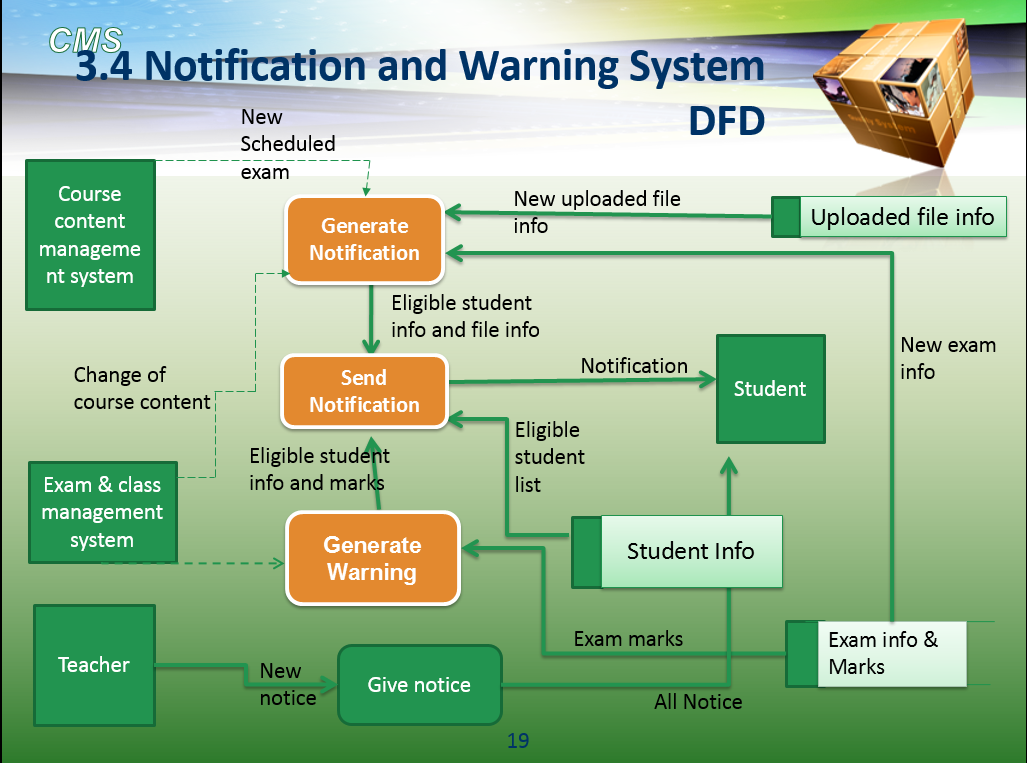 CMS
3.4 Notification and Warning System
DFD
New
Scheduled
exam
Course
content
manageme
nt system
Generate
Notification
New uploaded file
info
Uploaded file info
Eligible student
info and file info
New exam
info
Change of
course content
Send
Notification
Notification
Student
Eligible student
info and marks
Eligible
student
list
Exam & class
management
system
Generate
Warning
Student Info
Exam marks
Exam info &
Marks
Teacher
New
notice
Give notice
All Notice
19